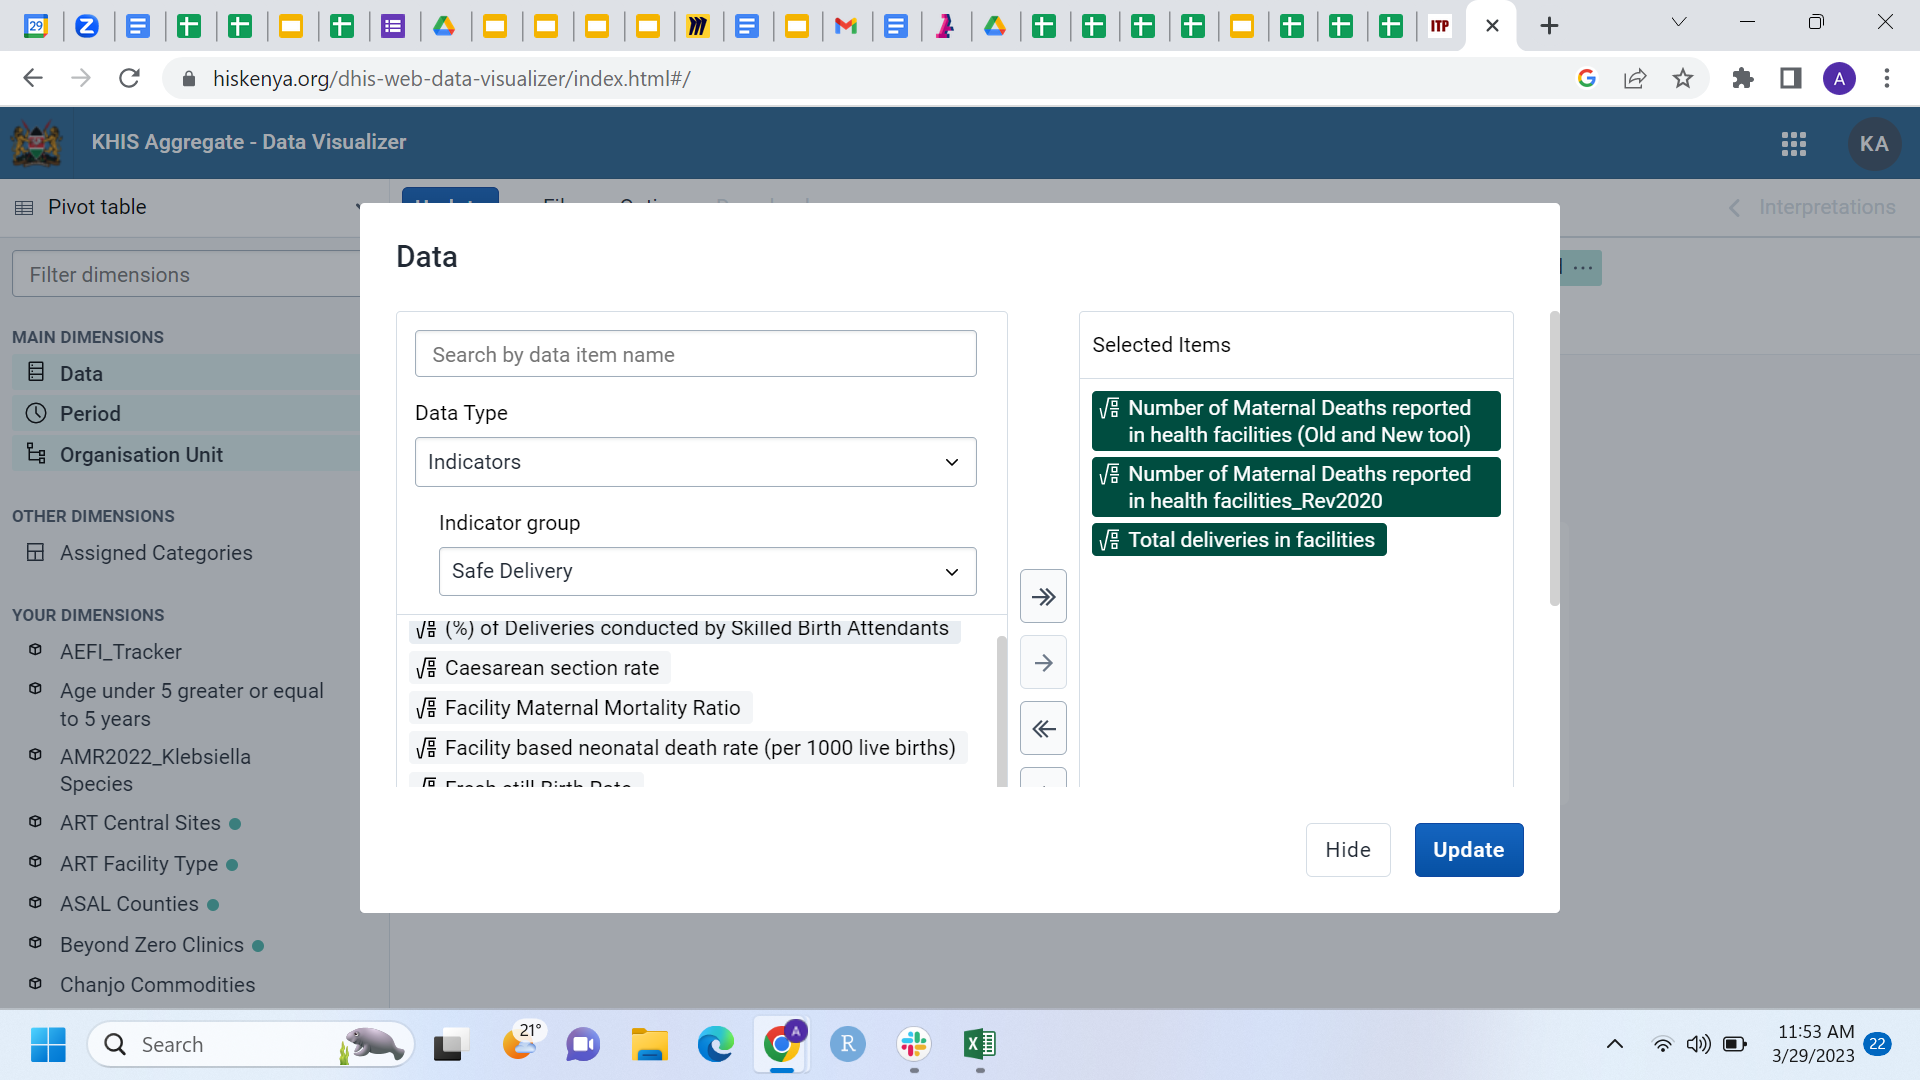 29
ITP
hiskenya.org/dhis-web-data-visualizer/index.html#/
A
KHIS Aggregate - Data Visualizer
KA
Pivot table
Interpretations
Filter dimensions
MAIN DIMENSIONS
Data
Period
Organisation Unit
OTHER DIMENSIONS
Assigned Categories
YOUR DIMENSIONS
AEFI_Tracker
Age under 5 greater or equal
to 5 years
AMR2022_Klebsiella
Species
ART Central Sites
ART Facility Type
ASAL Counties
Beyond Zero Clinics
Chanjo Commodities
Data
Search by data item name
Data Type
Indicators
Indicator group
Safe Delivery
(%) of Deliveries conducted by Skilled Birth Attendants
Caesarean section rate
Facility Maternal Mortality Ratio
Facility based neonatal death rate (per 1000 live births)
Fresh still Birth Rate
Selected Items
Number of Maternal Deaths reported
in health facilities (Old and New tool)
Number of Maternal Deaths reported
in health facilities_Rev2020
Total deliveries in facilities
Hide
Update
Search
21°
A
R
11:53 AM
3/29/2023
22